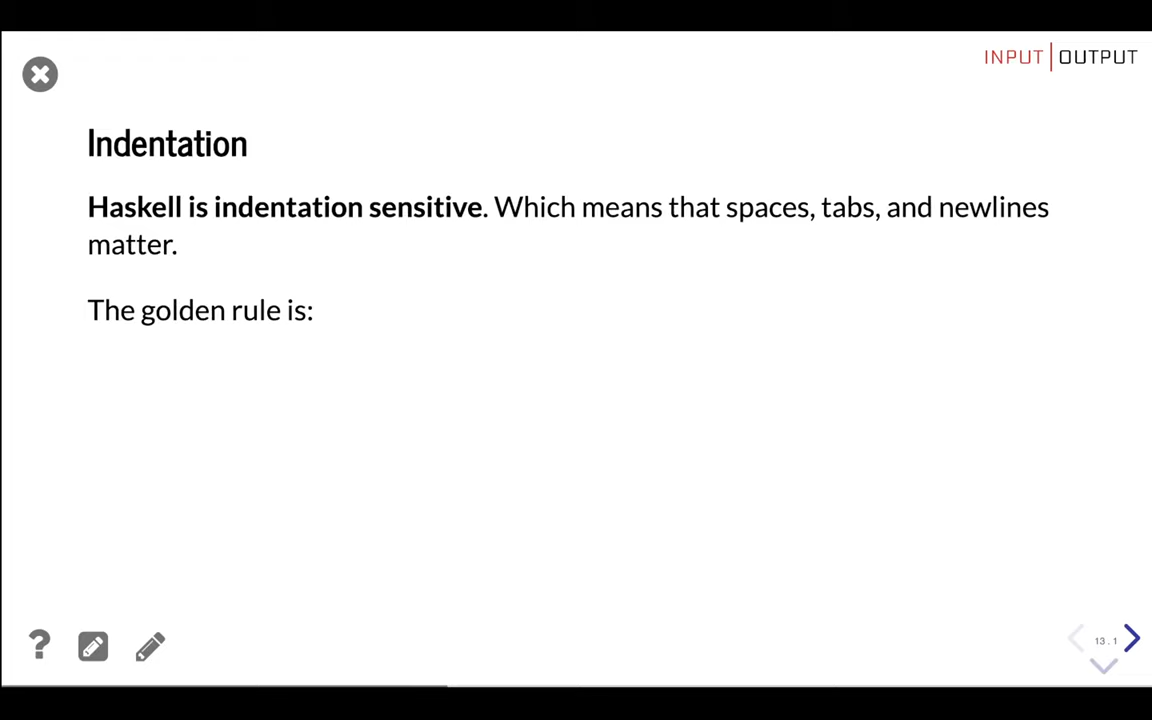 INPUT|OUTPUT
Indentation
Haskell is indentation sensitive. Which means that spaces, tabs, and newlines
matter.
The golden rule is:
?
13.1